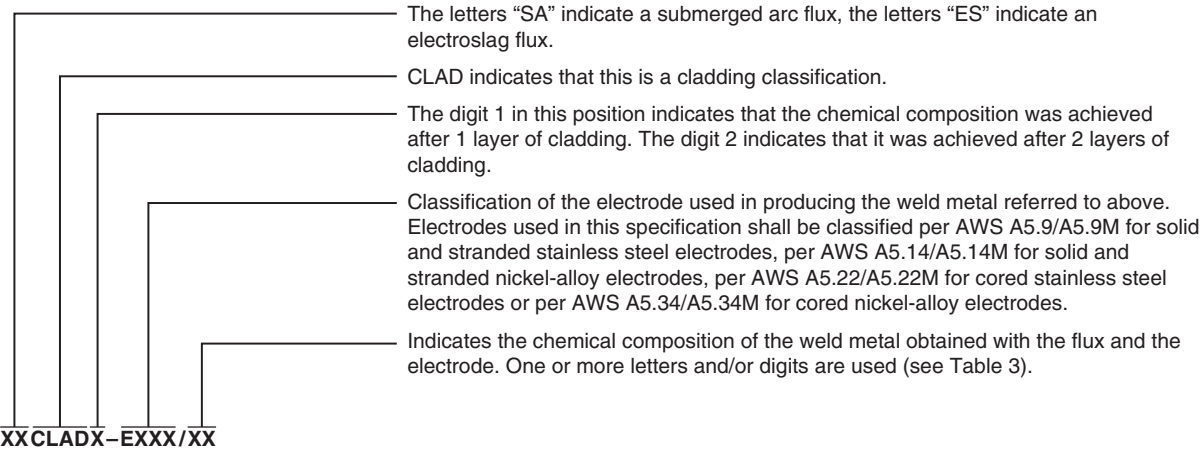 The letters “SA” indicate a submerged arc flux, the letters “ES” indicate an
electroslag flux.
CLAD indicates that this is a cladding classification.
The digit 1 in this position indicates that the chemical composition was achieved
after 1 layer of cladding. The digit 2 indicates that it was achieved after 2 layers of
cladding.
Classification of the electrode used in producing the weld metal referred to above.
Electrodes used in this specification shall be classified per AWS A5.9/A5.9M for solid
and stranded stainless steel electrodes, per AWS A5.14/A5.14M for solid and
stranded nickel-alloy electrodes, per AWS A5.22/A5.22M for cored stainless steel
electrodes or per AWS A5.34/A5.34M for cored nickel-alloy electrodes.
Indicates the chemical composition of the weld metal obtained with the flux and the
electrode. One or more letters and/or digits are used (see Table 3).
XXCLADX–EXXX/XX